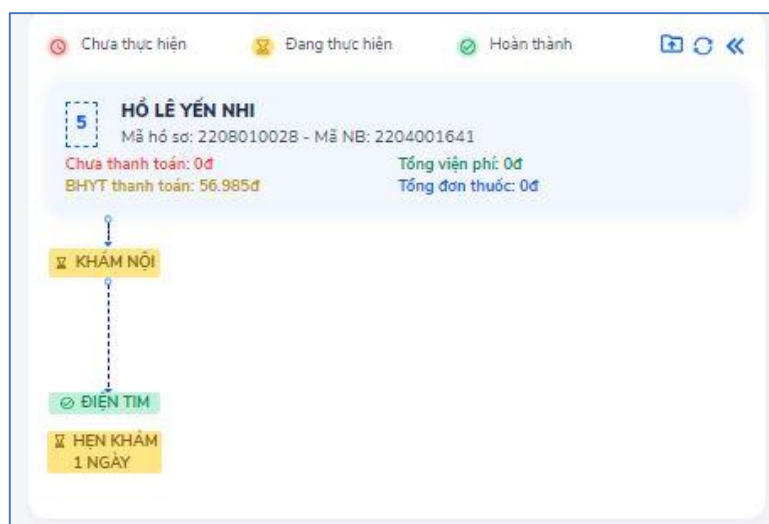 Chưa thực hiện Đang thực hiện Hoàn thành
5
HỒ LÊ YẾN NHI
Mã hồ sơ: 2208010028 - Mã NB: 2204001641
Chưa thanh toán: 0đ Tổng viện phí: 0đ
BHYT thanh toán: 56.985đ Tổng đơn thuốc: 0đ
KHÁM NỘI
ĐIỆN TIM
HẸN KHÁM
1 NGÀY